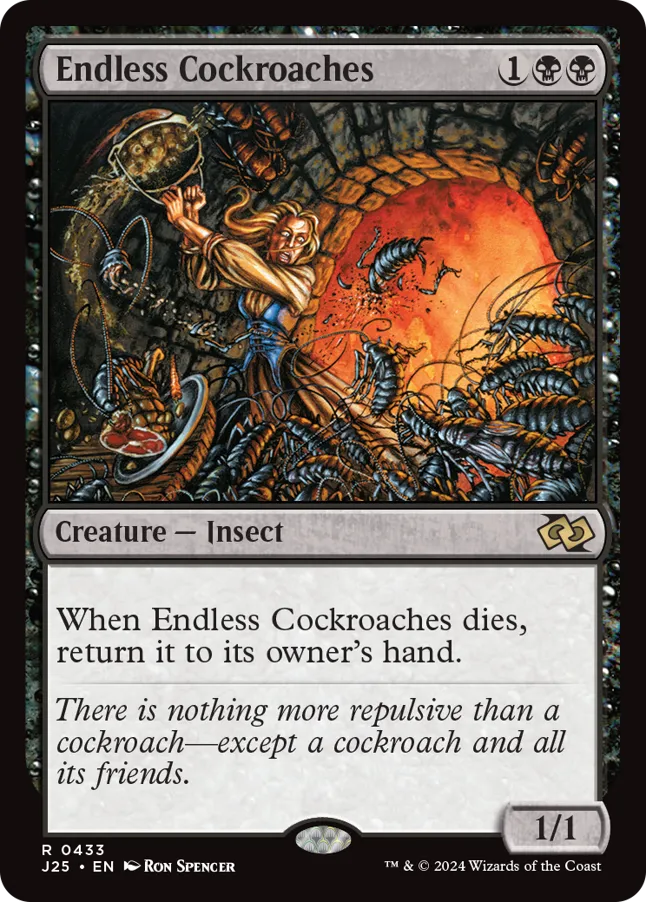 Endless Cockroaches 1
Creature — Insect
When Endless Cockroaches dies,
return it to its owner's hand.
There is nothing more repulsive than a
cockroach—except a cockroach and all
its friends.
1/1
R 0433
J25 • EN Ron Spencer ™ & © 2024 Wizards of the Coast